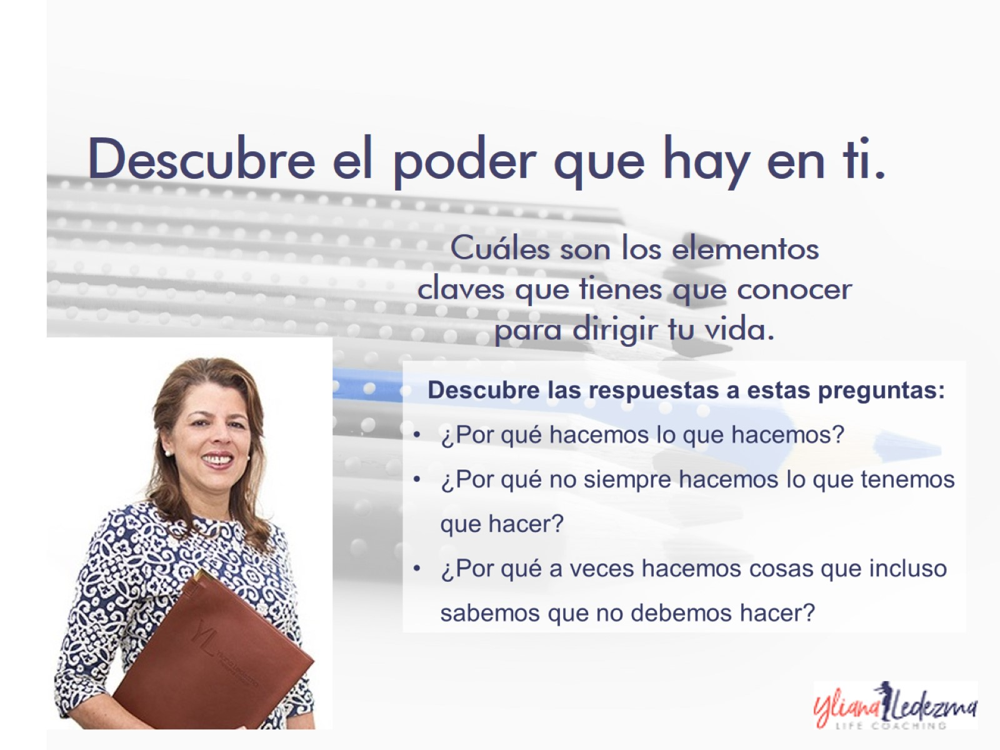 Descubre el poder que hay en ti.
Cuáles son los elementos
claves que tienes que conocer
para dirigir tu vida.
Descubre las respuestas a estas preguntas:
• ¿Por qué hacemos lo que hacemos?
• ¿Por qué no siempre hacemos lo que tenemos
que hacer?
• ¿Por qué a veces hacemos cosas que incluso
sabemos que no debemos hacer?
YL
Yliana Ledezma
LIFE COACHING